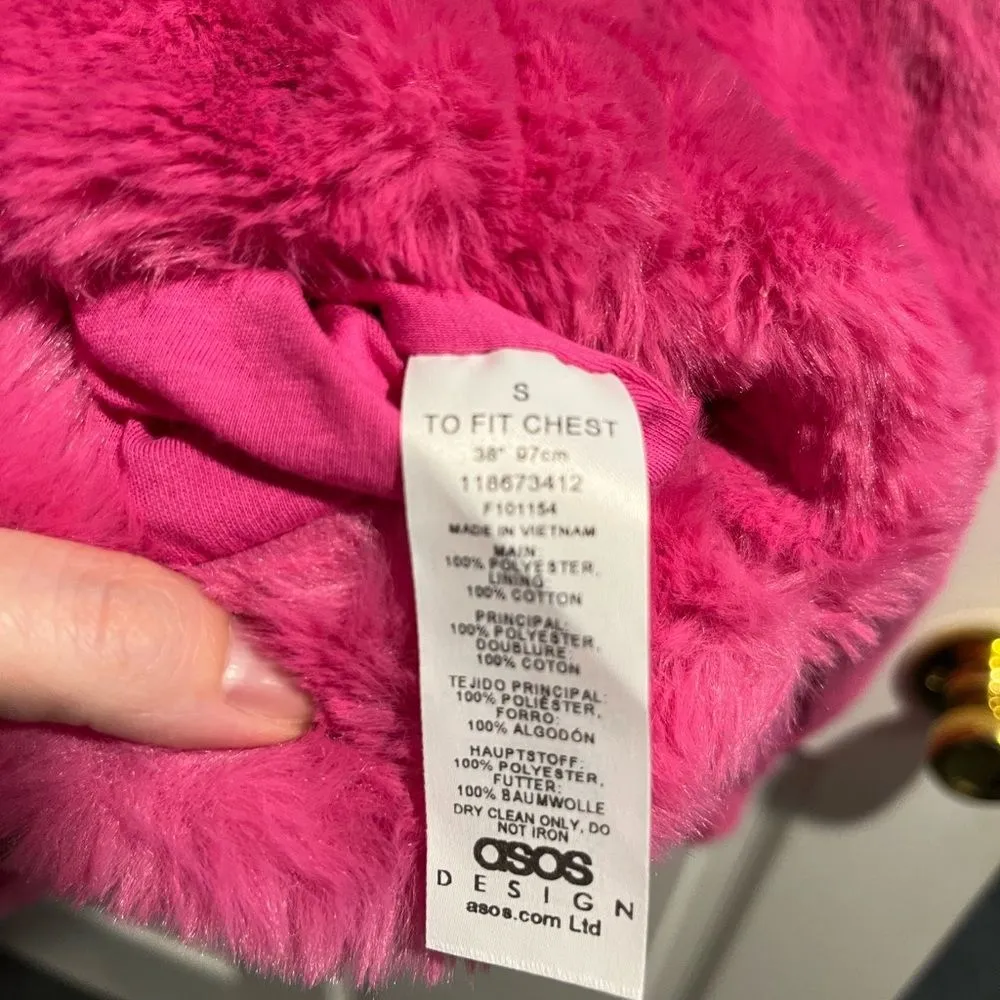 S
TO FIT CHEST
38" 97cm
118673412
F101154
MADE IN VIETNAM
MAIN:
100% POLYESTER,
LINING:
100% COTTON
PRINCIPAL:
100% POLYESTER,
DOUBLURE:
100% COTON
TEJIDO PRINCIPAL:
100% POLIÉSTER,
FORRO:
100% ALGODÓN
HAUPTSTOFF:
100% POLYESTER,
FUTTER:
100% BAUMWOLLE
DRY CLEAN ONLY, DO
NOT IRON
asos
DESIGN
asos.com Ltd